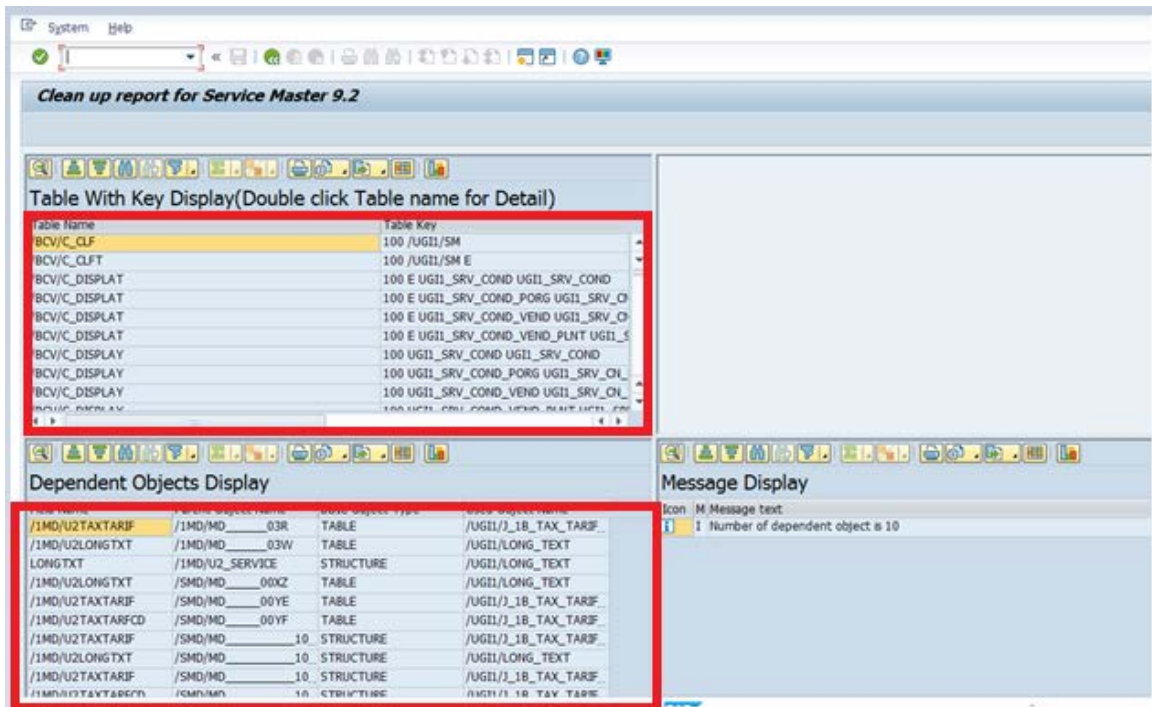 System Help
Clean up report for Service Master 9.2
Table With Key Display(Double click Table name for Detail)
Table Name Table Key
/BCV/C_CLF 100 /UGI1/SM
/BCV/C_CLFT 100 /UGI1/SM E
/BCV/C_DISPLAT 100 E UGI1_SRV_COND UGI1_SRV_COND
/BCV/C_DISPLAT 100 E UGI1_SRV_COND_PORG UGI1_SRV_CN
/BCV/C_DISPLAT 100 E UGI1_SRV_COND_VEND UGI1_SRV_CN
/BCV/C_DISPLAT 100 E UGI1_SRV_COND_VEND_PLNT UGI1_S
/BCV/C_DISPLAY 100 UGI1_SRV_COND UGI1_SRV_COND
/BCV/C_DISPLAY 100 UGI1_SRV_COND_PORG UGI1_SRV_CN_
/BCV/C_DISPLAY 100 UGI1_SRV_COND_VEND UGI1_SRV_CN_
Dependent Objects Display
/1MD/U2TAXTARIF /1MD/MD______03R TABLE /UGI1/J_1B_TAX_TARIF_
/1MD/U2LONGTXT /1MD/MD______03W TABLE /UGI1/LONG_TEXT
LONGTXT /1MD/U2_SERVICE STRUCTURE /UGI1/LONG_TEXT
/1MD/U2LONGTXT /SMD/MD_____00XZ TABLE /UGI1/LONG_TEXT
/1MD/U2TAXTARIF /SMD/MD_____00YE TABLE /UGI1/J_1B_TAX_TARIF_
/1MD/U2TAXTARFCD /SMD/MD_____00YF TABLE /UGI1/J_1B_TAX_TARIF_
/1MD/U2TAXTARIF /SMD/MD_________10_ STRUCTURE /UGI1/J_1B_TAX_TARIF_
/1MD/U2LONGTXT /SMD/MD_________10_ STRUCTURE /UGI1/LONG_TEXT
/1MD/U2TAXTARIF /SMD/MD_________10_ STRUCTURE /UGI1/J_1B_TAX_TARIF_
Message Display
Icon M Message text
I Number of dependent object is 10